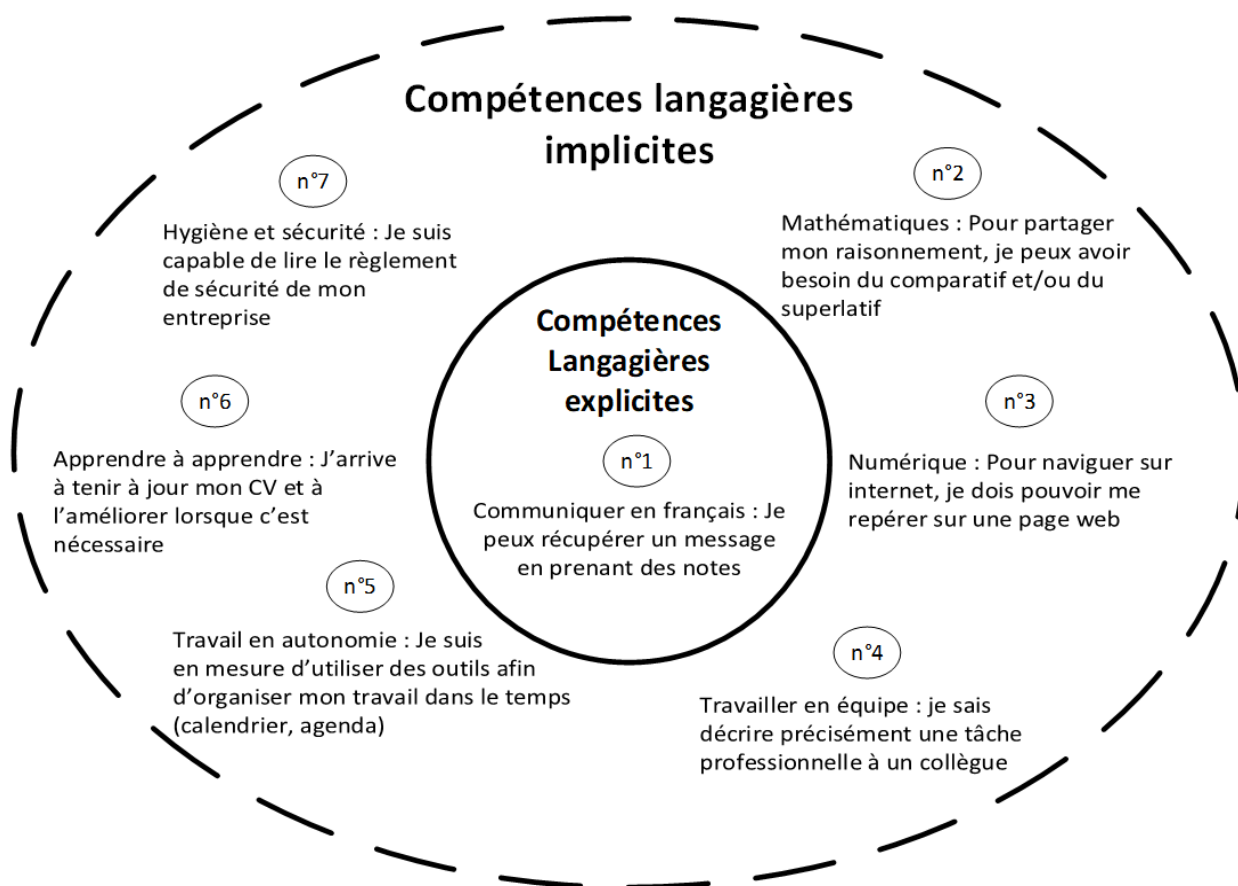 Compétences langagières
implicites
n°7
Hygiène et sécurité : Je suis
capable de lire le règlement
de sécurité de mon
entreprise
n°2
Mathématiques : Pour partager
mon raisonnement, je peux avoir
besoin du comparatif et/ou du
superlatif
Compétences
Langagières
explicites
n°1
Communiquer en français : Je
peux récupérer un message
en prenant des notes
n°6
Apprendre à apprendre : J’arrive
à tenir à jour mon CV et à
l’améliorer lorsque c’est
nécessaire
n°3
Numérique : Pour naviguer sur
internet, je dois pouvoir me
repérer sur une page web
n°5
Travail en autonomie : Je suis
en mesure d’utiliser des outils afin
d’organiser mon travail dans le temps
(calendrier, agenda)
n°4
Travailler en équipe : je sais
décrire précisément une tâche
professionnelle à un collègue